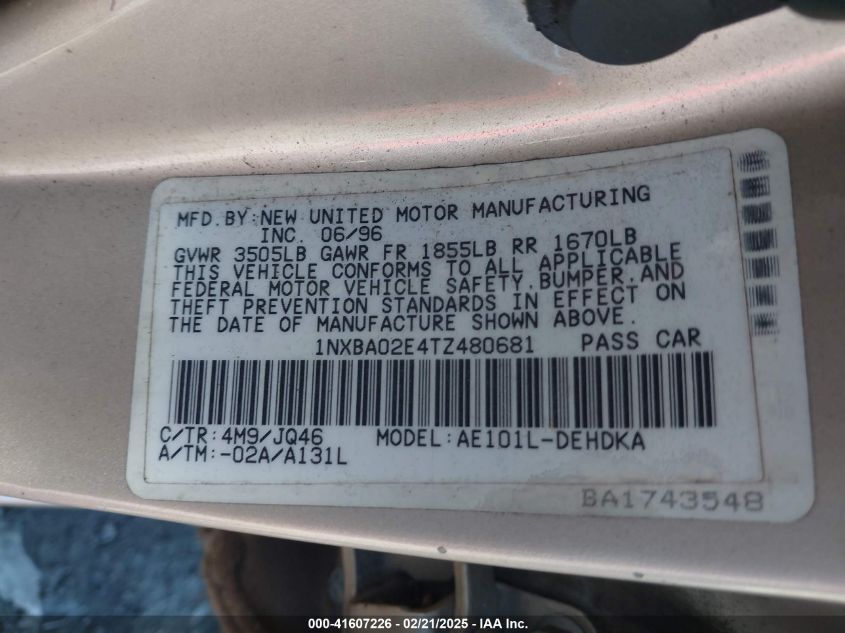 MFD. BY: NEW UNITED MOTOR MANUFACTURING
INC. 06/96
GVWR 3505LB GAWR FR 1855LB RR 1670LB
THIS VEHICLE CONFORMS TO ALL APPLICABLE
FEDERAL MOTOR VEHICLE SAFETY, BUMPER, AND
THEFT PREVENTION STANDARDS IN EFFECT ON
THE DATE OF MANUFACTURE SHOWN ABOVE.
1NXBA02E4TZ480681 PASS CAR
C/TR: 4M9/JQ46 MODEL: AE101L-DEHDKA
A/TM: -02A/A131L
BA1743548
000-41607226 - 02/21/2025 - IAA Inc.